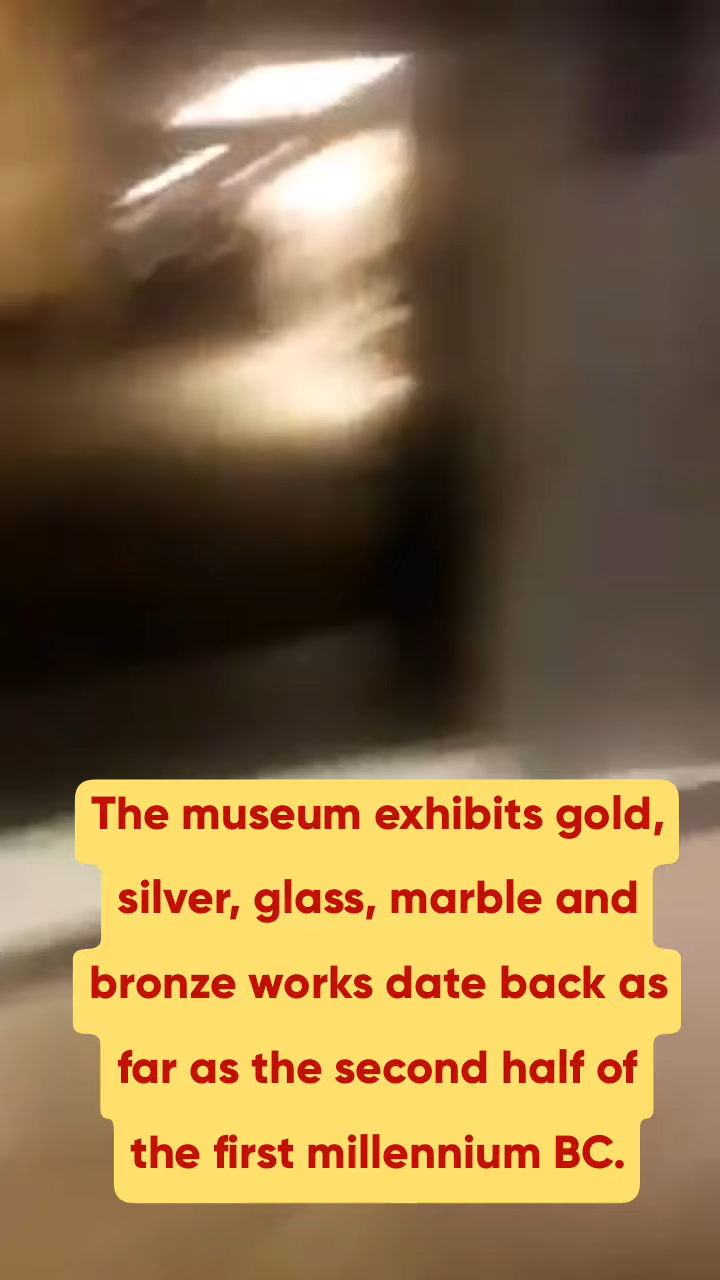 The museum exhibits gold,
silver, glass, marble and
bronze works date back as
far as the second half of
the first millennium BC.